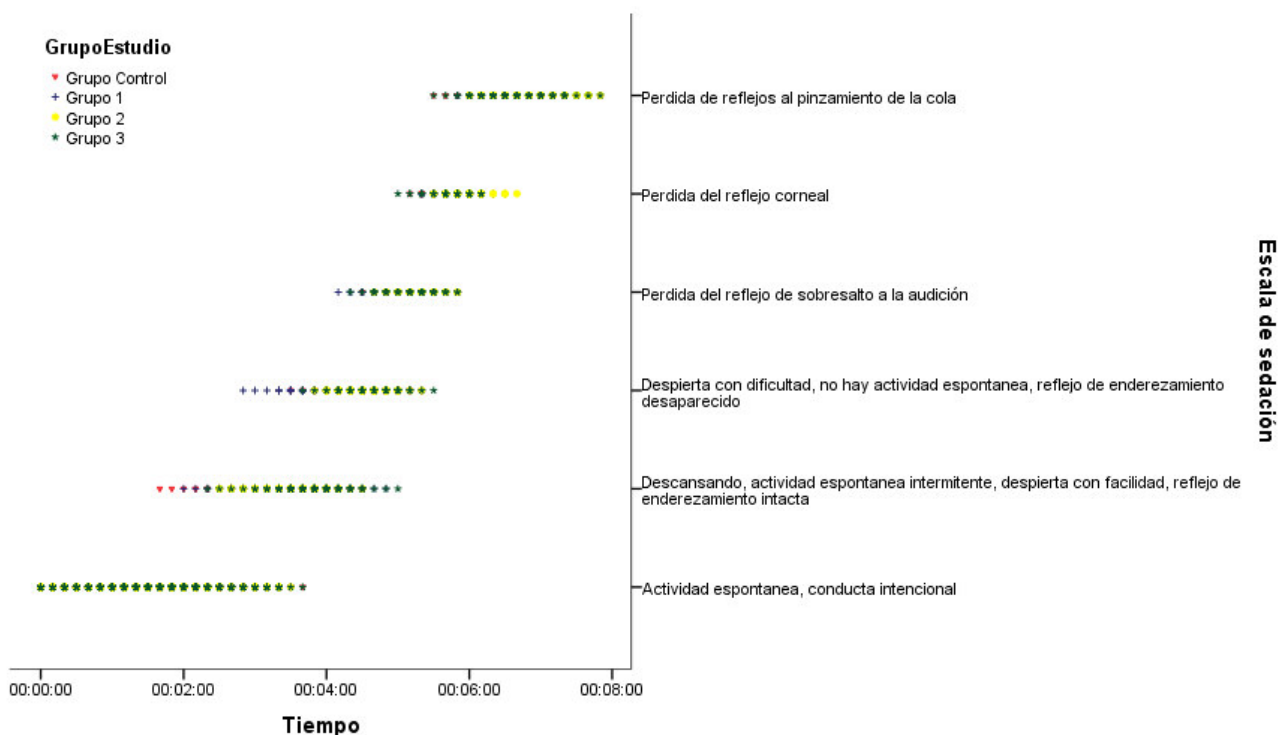 GrupoEstudio
Grupo Control
Grupo 1
Grupo 2
Grupo 3
Perdida de reflejos al pinzamiento de la cola
Perdida del reflejo corneal
Perdida del reflejo de sobresalto a la audición
Despierta con dificultad, no hay actividad espontanea, reflejo de enderezamiento
desaparecido
Descansando, actividad espontanea intermitente, despierta con facilidad, reflejo de
enderezamiento intacta
Actividad espontanea, conducta intencional
Escala de sedación
00:00:00
00:02:00
00:04:00
00:06:00
00:08:00
Tiempo